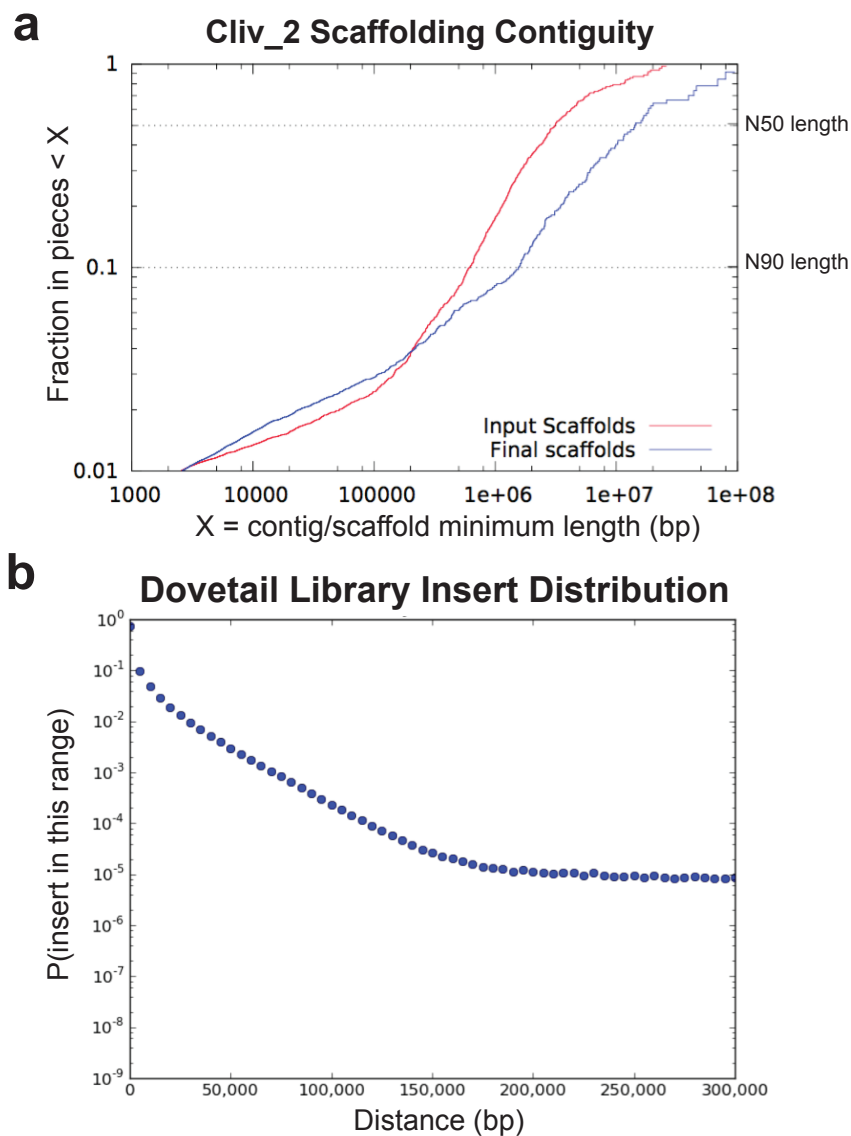 a
Cliv_2 Scaffolding Contiguity
1
0.1
0.01
Fraction in pieces < X
N50 length
N90 length
Input Scaffolds
Final scaffolds
1000 10000 100000 1e+06 1e+07 1e+08
X = contig/scaffold minimum length (bp)
b
Dovetail Library Insert Distribution
10^0
10^-1
10^-2
10^-3
10^-4
10^-5
10^-6
10^-7
10^-8
10^-9
P(insert in this range)
0 50,000 100,000 150,000 200,000 250,000 300,000
Distance (bp)